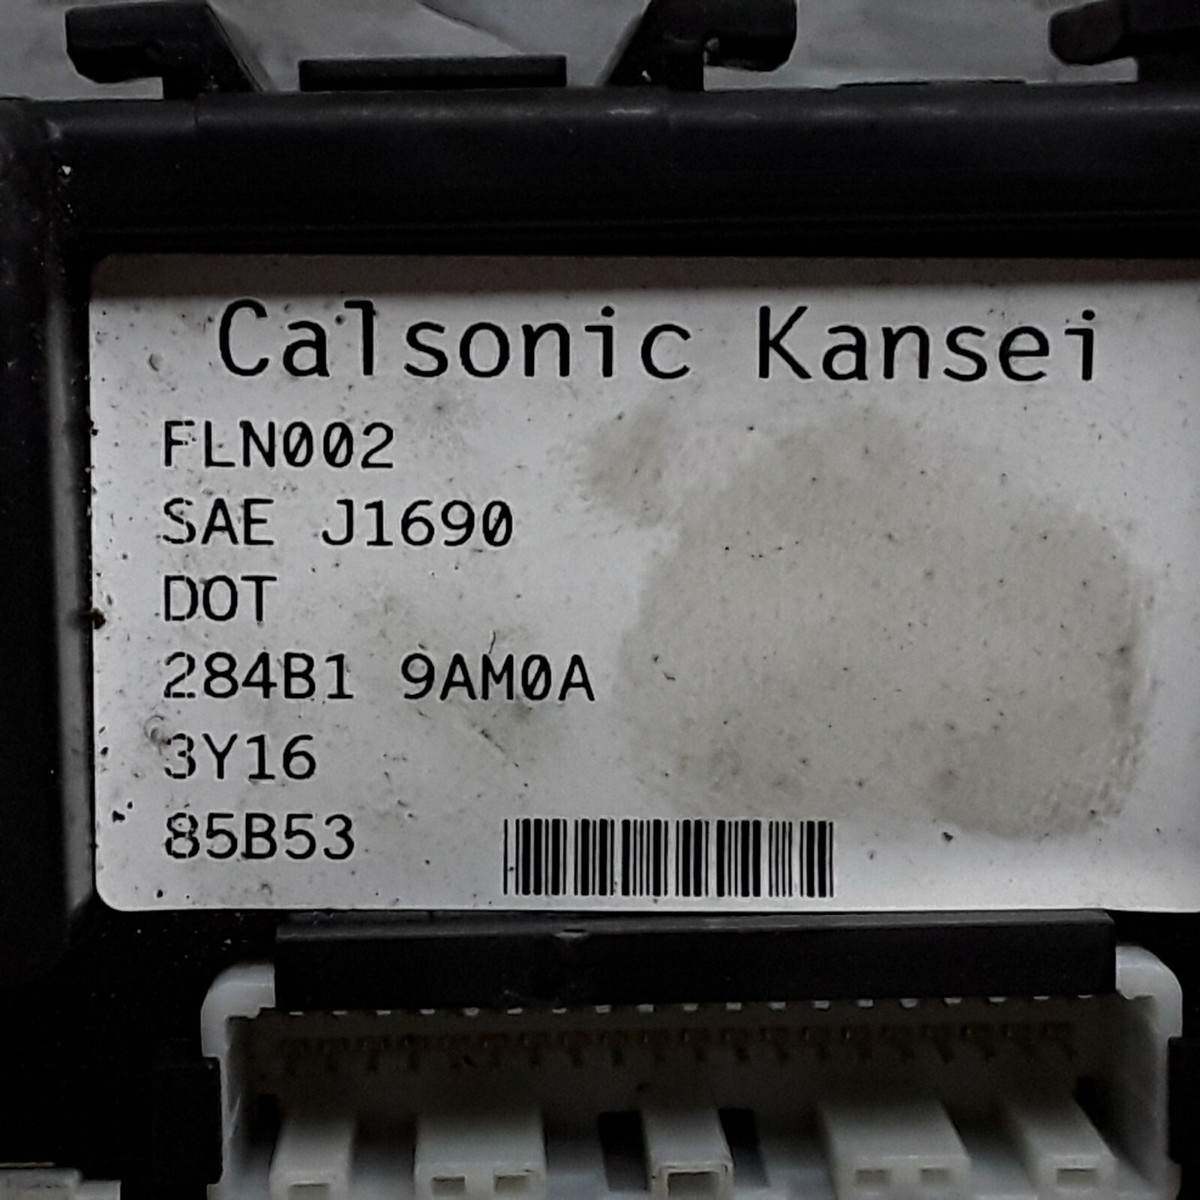 Calsonic Kansei
FLN002
SAE J1690
DOT
284B1 9AM0A
3Y16
85B53